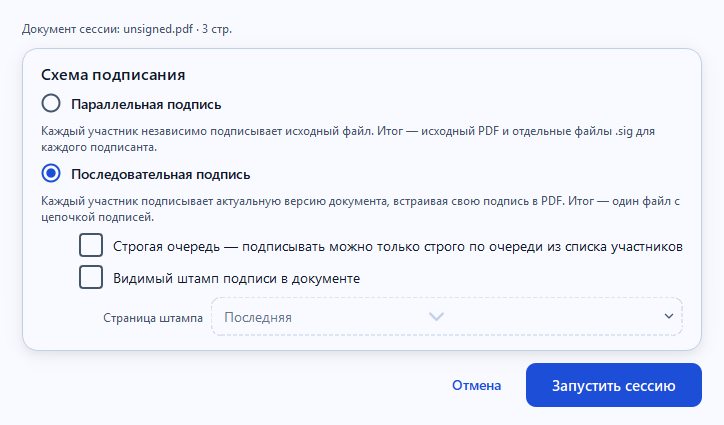 Документ сессии: unsigned.pdf · 3 стр.
Схема подписания
Параллельная подпись
Каждый участник независимо подписывает исходный файл. Итог — исходный PDF и отдельные файлы .sig для
каждого подписанта.
Последовательная подпись
Каждый участник подписывает актуальную версию документа, встраивая свою подпись в PDF. Итог — один файл с
цепочкой подписей.
Строгая очередь — подписывать можно только строго по очереди из списка участников
Видимый штамп подписи в документе
Страница штампа Последняя
Отмена Запустить сессию